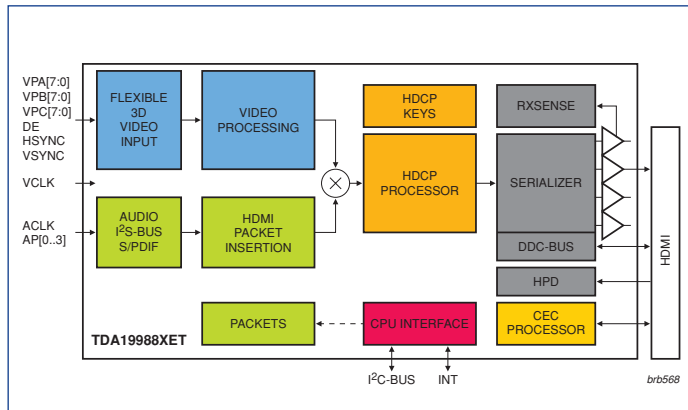 VPA[7:0]
VPB[7:0]
VPC[7:0]
DE
HSYNC
VSYNC
VCLK
ACLK
AP[0..3]
FLEXIBLE
3D
VIDEO
INPUT
VIDEO
PROCESSING
AUDIO
I²S-BUS
S/PDIF
HDMI
PACKET
INSERTION
HDCP
KEYS
HDCP
PROCESSOR
RXSENSE
SERIALIZER
DDC-BUS
HPD
HDMI
PACKETS
CPU INTERFACE
CEC
PROCESSOR
TDA19988XET
I²C-BUS
INT
brb568